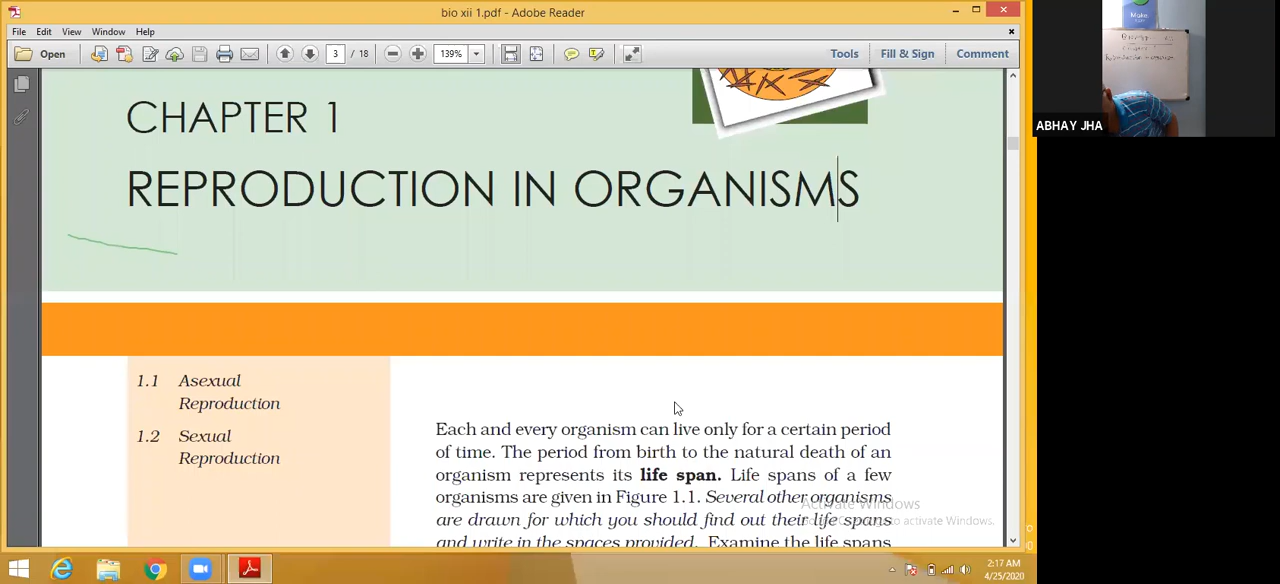 bio xii 1.pdf - Adobe Reader
File Edit View Window Help
Open 3 / 18 139% Tools Fill & Sign Comment
CHAPTER 1
REPRODUCTION IN ORGANISMS
1.1 Asexual
Reproduction
1.2 Sexual
Reproduction
Each and every organism can live only for a certain period
of time. The period from birth to the natural death of an
organism represents its life span. Life spans of a few
organisms are given in Figure 1.1. Several other organisms
are drawn for which you should find out their life spans
and write in the spaces provided. Examine the life spans
Activate Windows
to activate Windows.
Make
ABHAY JHA
2:17 AM
4/25/2020